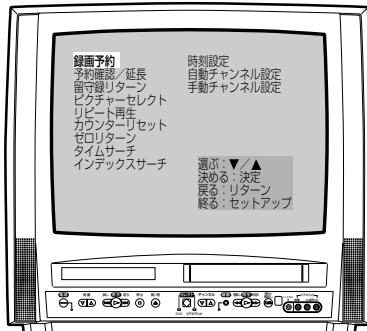 録画予約
予約確認／延長
留守録リターン
ピクチャーセレクト
リピート再生
カウンターリセット
ゼロリターン
タイムサーチ
インデックスサーチ
時刻設定
自動チャンネル設定
手動チャンネル設定
選ぶ：▼／▲
決める：決定
戻る：リターン
終る：セットアップ
チャンネル